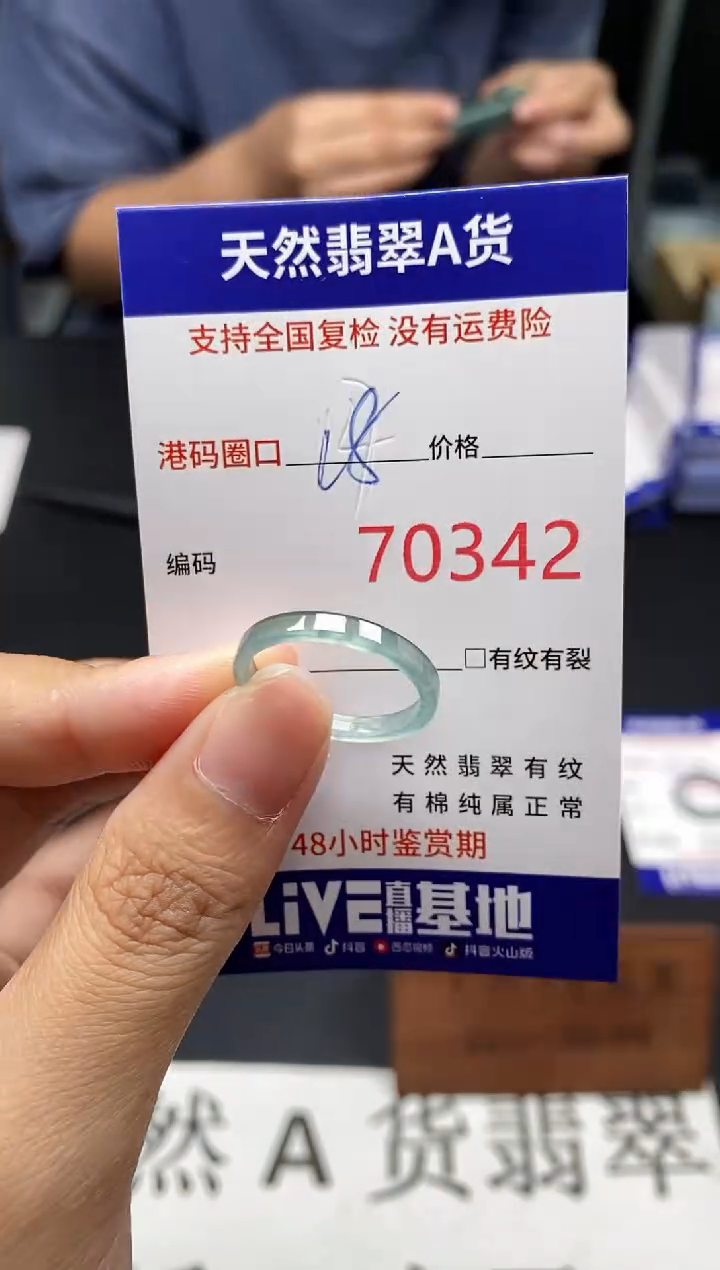 天然翡翠A货
支持全国复检 没有运费险
港码圈口 18 价格
编码 70342
□有纹有裂
天然翡翠有纹
有棉纯属正常
48小时鉴赏期
LiVE直播基地
今日头条 抖音 西瓜视频 抖音火山版
然 A 货翡翠